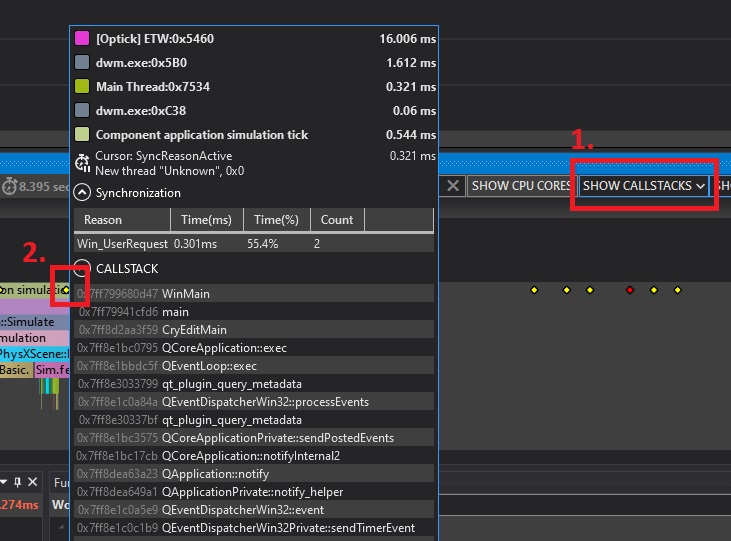 [Optick] ETW:0x5460 16.006 ms
dwm.exe:0x5B0 1.612 ms
Main Thread:0x7534 0.321 ms
dwm.exe:0xC38 0.06 ms
Component application simulation tick 0.544 ms
1.
Cursor: SyncReasonActive 0.321 ms
New thread "Unknown", 0x0
8.395 sec
SHOW CPU CORES
SHOW CALLSTACKS
SH
Synchronization
Reason Time(ms) Time(%) Count
Win_UserRequest 0.301ms 55.4% 2
2.
CALLSTACK
on simulatio
0x7ff799680d47 WinMain
0x7ff79941cfd6 main
::Simulate
0x7ff8d2aa3f59 CryEditMain
mulation
0x7ff8e1bc0795 QCoreApplication::exec
PhysXScene::
0x7ff8e1bbdc5f QEventLoop::exec
Basic. Sim.fe
0x7ff8e3033799 qt_plugin_query_metadata
0x7ff8e1c0a84a QEventDispatcherWin32::processEvents
0x7ff8e30337bf qt_plugin_query_metadata
0x7ff8e1bc3575 QCoreApplicationPrivate::sendPostedEvents
0x7ff8e1bc17cb QCoreApplication::notifyInternal2
0x7ff8dea63a23 QApplication::notify
Fu
0x7ff8dea649a1 QApplicationPrivate::notify_helper
.274ms Wo
0x7ff8e1c0a5e9 QEventDispatcherWin32::event
0x7ff8e1c0c1b9 QEventDispatcherWin32Private::sendTimerEvent